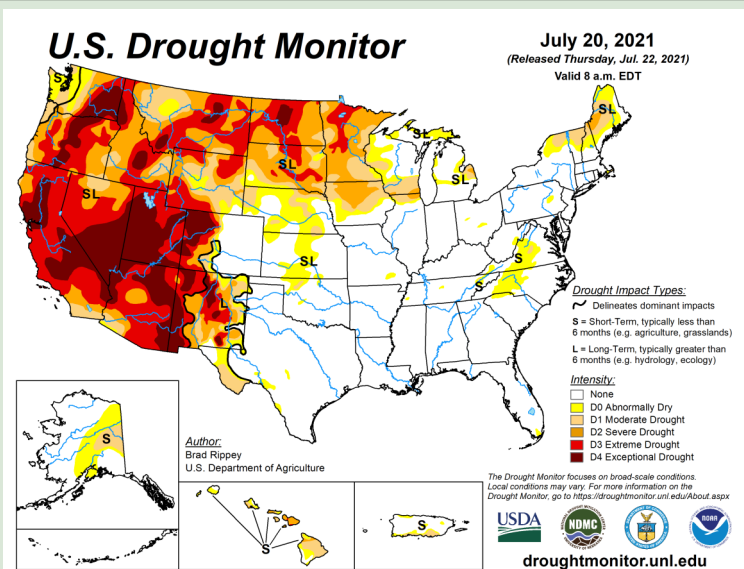 U.S. Drought Monitor
July 20, 2021
(Released Thursday, Jul. 22, 2021)
Valid 8 a.m. EDT
S
SL
SL
SL
SL
SL
SL
L
S
S
Drought Impact Types:
Delineates dominant impacts
S = Short-Term, typically less than
6 months (e.g. agriculture, grasslands)
L = Long-Term, typically greater than
6 months (e.g. hydrology, ecology)
Intensity:
None
D0 Abnormally Dry
D1 Moderate Drought
D2 Severe Drought
D3 Extreme Drought
D4 Exceptional Drought
S
Author:
Brad Rippey
U.S. Department of Agriculture
S
S
The Drought Monitor focuses on broad-scale conditions.
Local conditions may vary. For more information on the
Drought Monitor, go to https://droughtmonitor.unl.edu/About.aspx
USDA
NDMC
NOAA
droughtmonitor.unl.edu